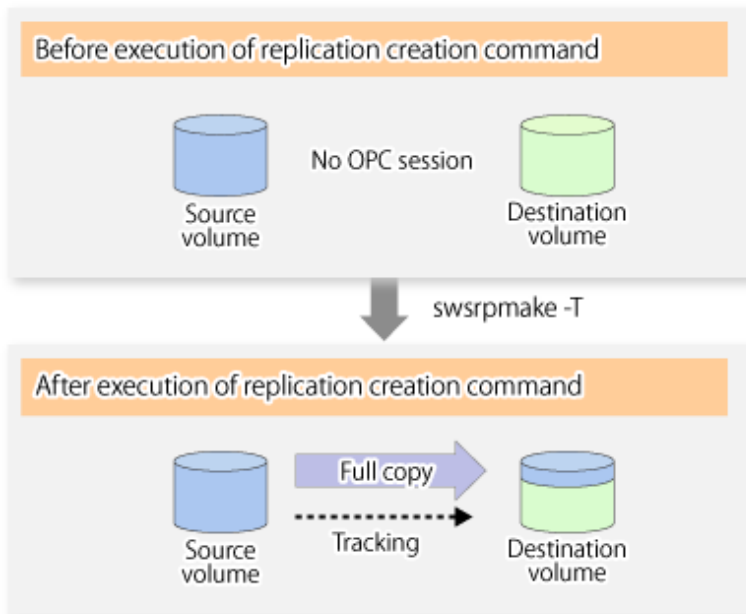 Before execution of replication creation command
No OPC session
Source
volume
Destination
volume
swsrpmake -T
After execution of replication creation command
Full copy
Tracking
Source
volume
Destination
volume